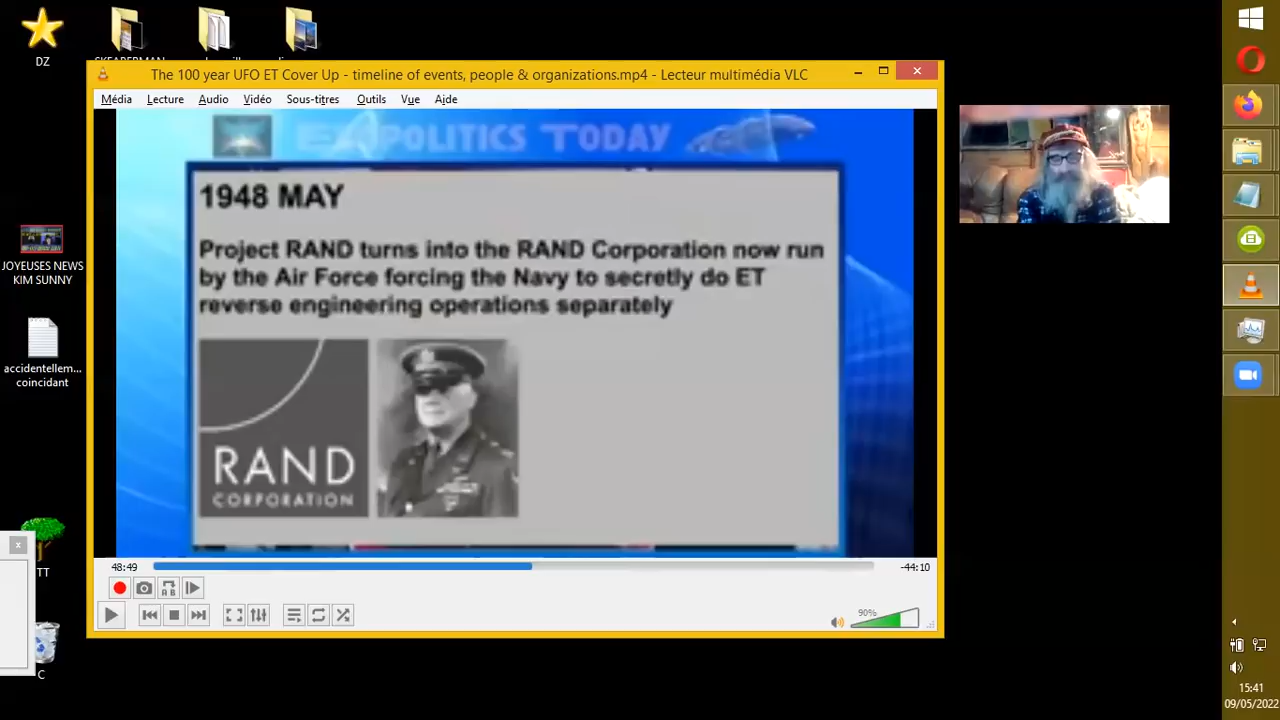 DZ
The 100 year UFO ET Cover Up - timeline of events, people & organizations.mp4 - Lecteur multimédia VLC
Média Lecture Audio Vidéo Sous-titres Outils Vue Aide
POLITICS TODAY
1948 MAY
Project RAND turns into the RAND Corporation now run
by the Air Force forcing the Navy to secretly do ET
reverse engineering operations separately
RAND
CORPORATION
JOYEUSES NEWS
KIM SUNNY
accidentellem...
coincidant
TT
C
48:49
-44:10
90%
15:41
09/05/2022